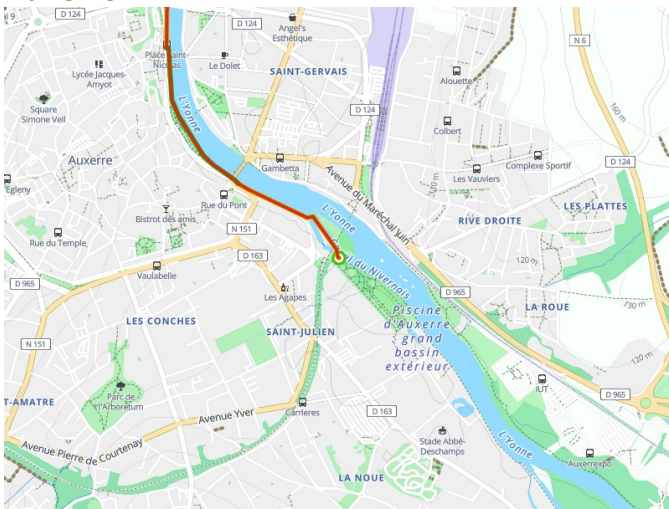 D 124
Angel's
Esthétique
N 6
Place Saint-
Nicolas
Le Dolet
SAINT-GERVAIS
Lycée Jacques-
Amyot
Alouette
160 m
Square
Simone Veil
L'Yonne
D 124
Colbert
Auxerre
Gambetta
Complexe Sportif
D 124
Les Vauviers
Egleny
Avenue du Maréchal Juin
Rue du Pont
LES PLATTES
L'Yonne
Bistrot des amis
RIVE DROITE
N 151
Rue du Temple
D 163
du Nivernais
120 m
Vaulabelle
D 965
D 965
Les Agapes
LA ROUE
LES CONCHES
Piscine
d'Auxerre
grand
bassin
extérieur
SAINT-JULIEN
N 151
120 m
IUT
Parc de
l'Arboretum
D 965
T-AMATRE
Carrieres
D 163
Avenue Yver
Stade Abbé-
Deschamps
Avenue Pierre de Courtenay
L'Yonne
Auxerrexpo
LA NOUE